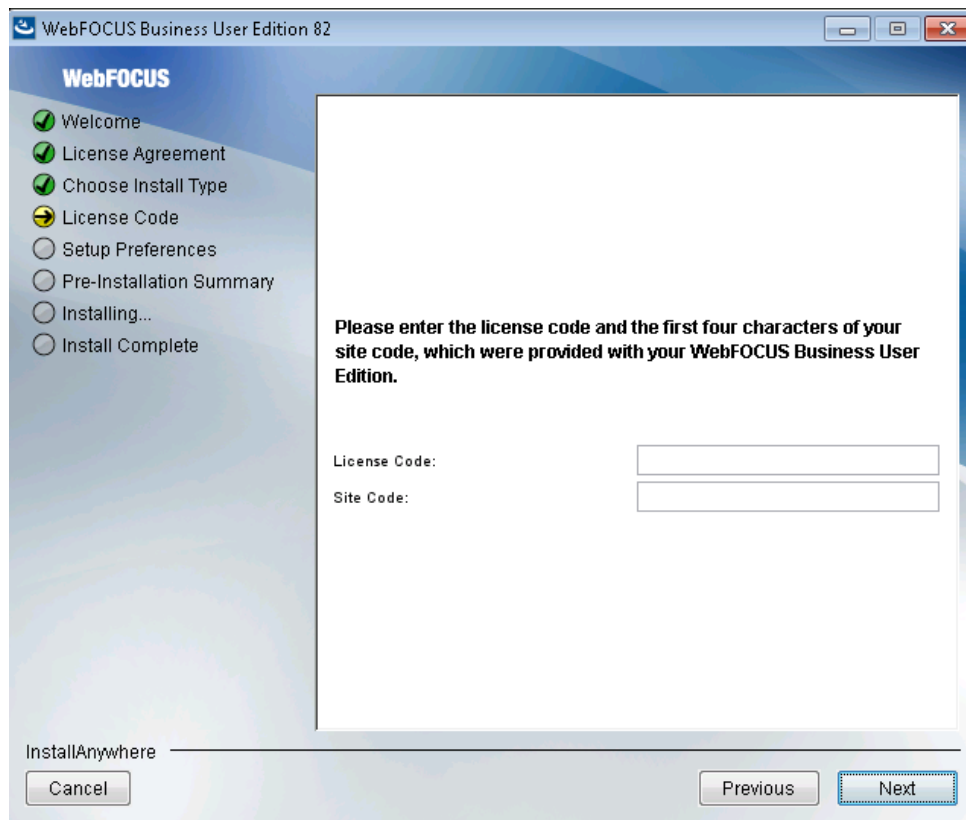 WebFOCUS Business User Edition 82
WebFOCUS
Welcome
License Agreement
Choose Install Type
License Code
Setup Preferences
Pre-Installation Summary
Installing...
Install Complete
Please enter the license code and the first four characters of your
site code, which were provided with your WebFOCUS Business User
Edition.
License Code:
Site Code:
InstallAnywhere
Cancel
Previous
Next